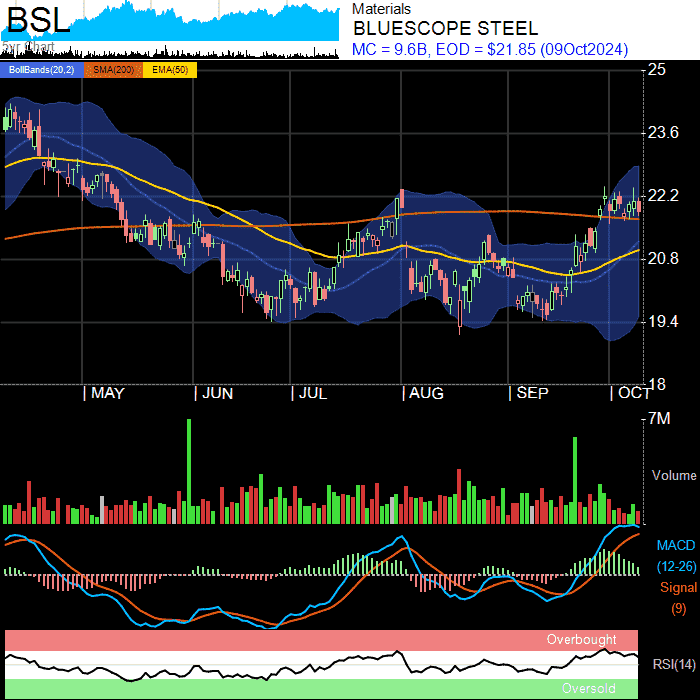 BSL
5yr Chart
Materials
BLUESCOPE STEEL
MC = 9.6B, EOD = $21.85 (09Oct2024)
BollBands(20,2) SMA(200) EMA(50)
25
23.6
22.2
20.8
19.4
18
MAY JUN JUL AUG SEP OCT
7M
Volume
MACD
(12-26)
Signal
(9)
Overbought
RSI(14)
Oversold